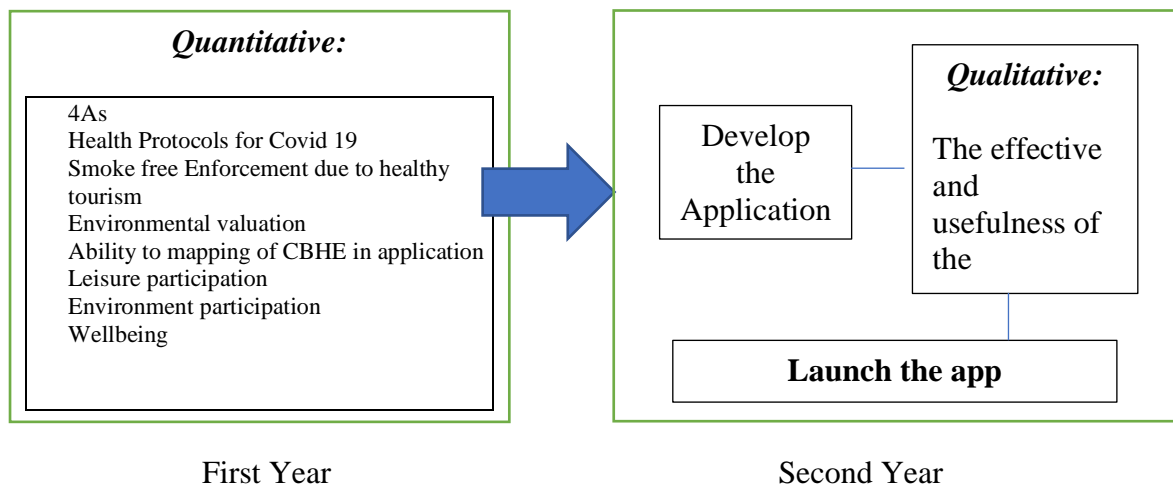 Quantitative:
4As
Health Protocols for Covid 19
Smoke free Enforcement due to healthy
tourism
Environmental valuation
Ability to mapping of CBHE in application
Leisure participation
Environment participation
Wellbeing
First Year
Develop
the
Application
Qualitative:
The effective
and
usefulness of
the
Launch the app
Second Year